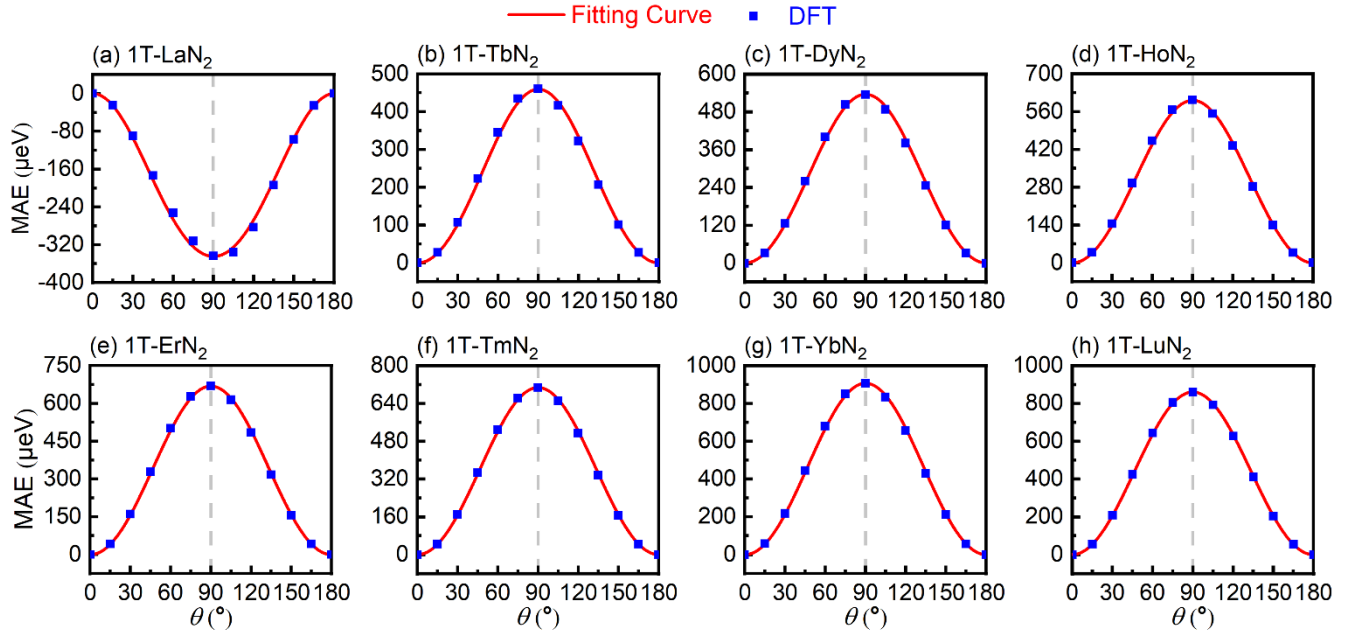 Fitting Curve DFT
(a) 1T-LaN₂ (b) 1T-TbN₂ (c) 1T-DyN₂ (d) 1T-HoN₂
MAE (μeV)
0
-80
-160
-240
-320
-400
0 30 60 90 120 150 180
500
400
300
200
100
0
0 30 60 90 120 150 180
600
480
360
240
120
0
0 30 60 90 120 150 180
700
560
420
280
140
0
0 30 60 90 120 150 180
(e) 1T-ErN₂ (f) 1T-TmN₂ (g) 1T-YbN₂ (h) 1T-LuN₂
MAE (μeV)
750
600
450
300
150
0
0 30 60 90 120 150 180
θ (°)
800
640
480
320
160
0
0 30 60 90 120 150 180
θ (°)
1000
800
600
400
200
0
0 30 60 90 120 150 180
θ (°)
1000
800
600
400
200
0
0 30 60 90 120 150 180
θ (°)